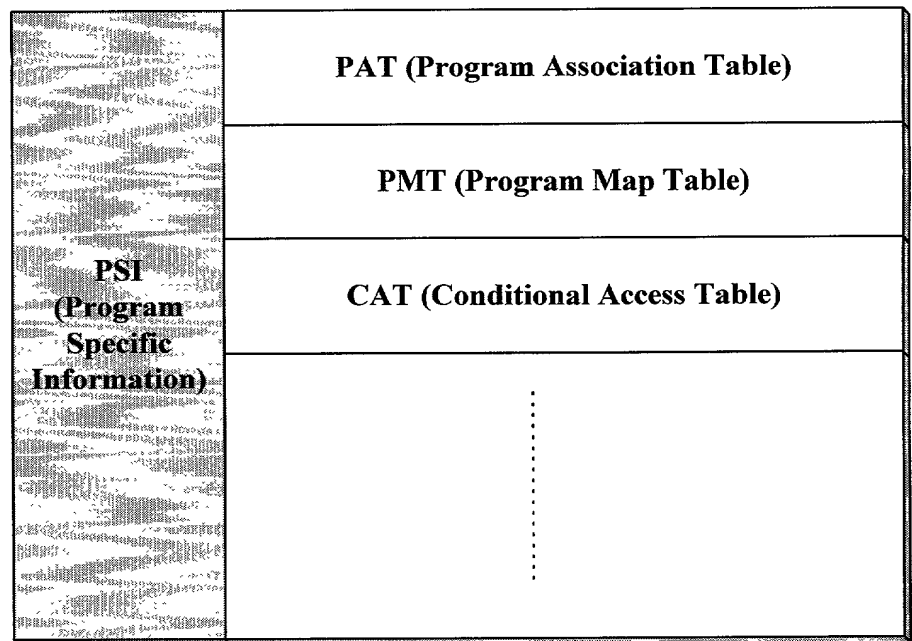 PAT (Program Association Table)
PMT (Program Map Table)
CAT (Conditional Access Table)
PSI
(Program
Specific
Information)